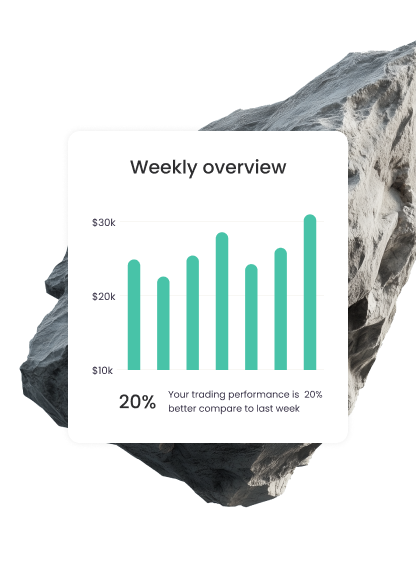 Weekly overview
$30k
$20k
$10k
20%
Your trading performance is 20%
better compare to last week